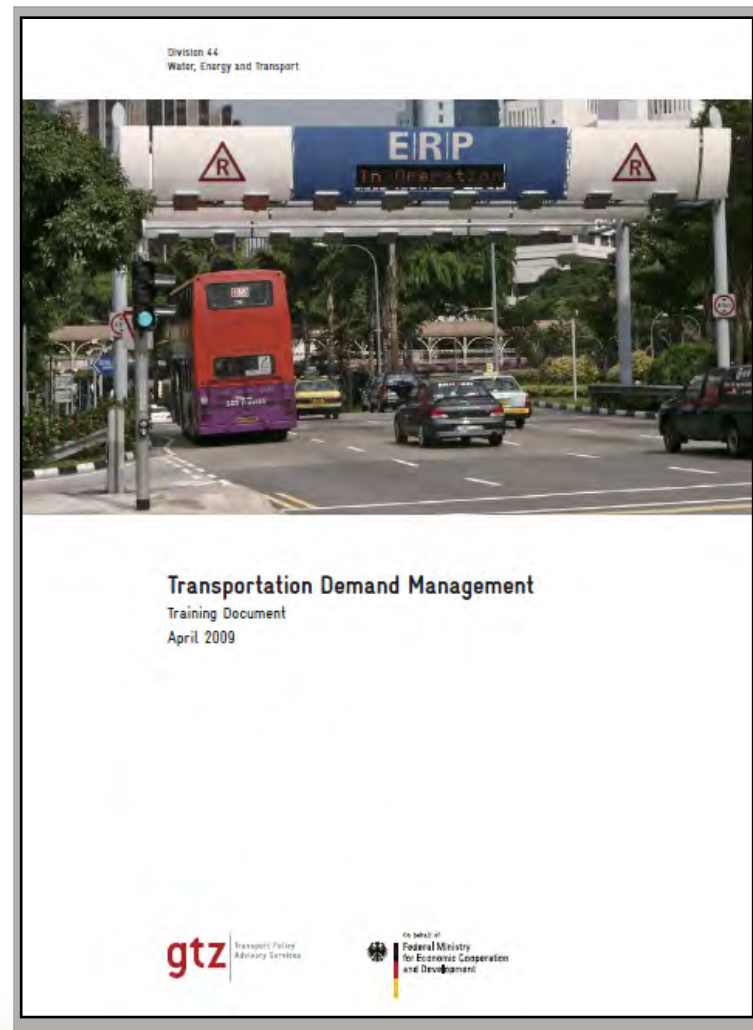 Division 44
Water, Energy and Transport
E|R|P
R
In Operation
R
Transportation Demand Management
Training Document
April 2009
gtz
Transport Policy
Advisory Services
On behalf of
Federal Ministry
for Economic Cooperation
and Development